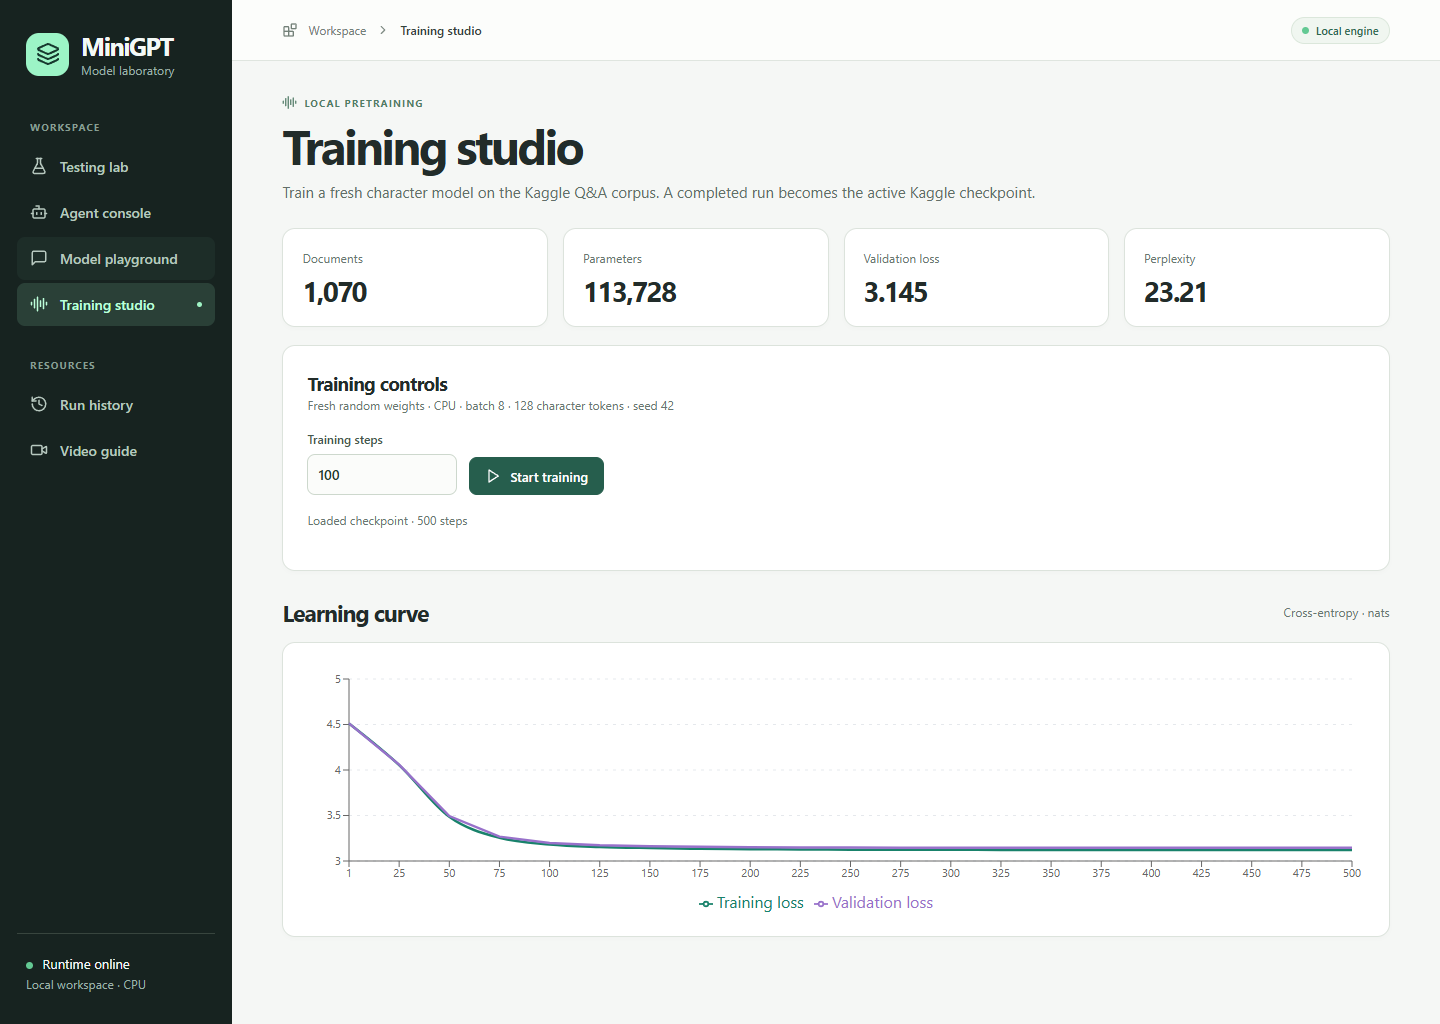 MiniGPT
Model laboratory
WORKSPACE
Testing lab
Agent console
Model playground
Training studio
RESOURCES
Run history
Video guide
Runtime online
Local workspace · CPU
Workspace
Training studio
Local engine
LOCAL PRETRAINING
Training studio
Train a fresh character model on the Kaggle Q&A corpus. A completed run becomes the active Kaggle checkpoint.
Documents
1,070
Parameters
113,728
Validation loss
3.145
Perplexity
23.21
Training controls
Fresh random weights · CPU · batch 8 · 128 character tokens · seed 42
Training steps
100
Start training
Loaded checkpoint · 500 steps
Learning curve
Cross-entropy · nats
5
4.5
4
3.5
3
1 25 50 75 100 125 150 175 200 225 250 275 300 325 350 375 400 425 450 475 500
Training loss Validation loss